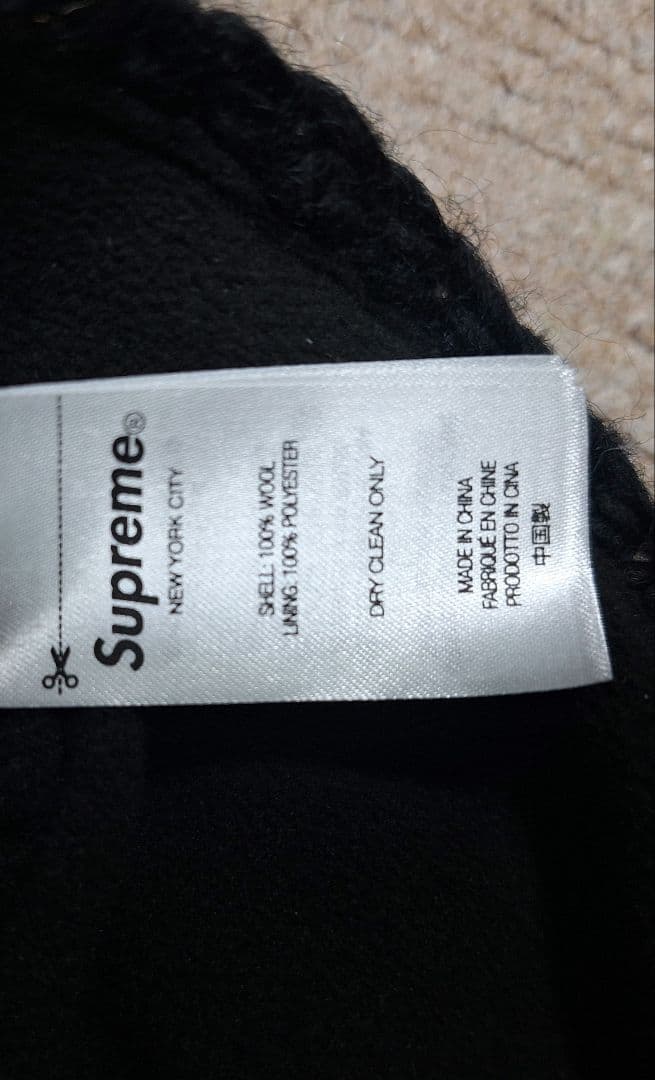 Supreme®
NEW YORK CITY
SHELL: 100% WOOL
LINING: 100% POLYESTER
DRY CLEAN ONLY
MADE IN CHINA
FABRIQUÉ EN CHINE
PRODOTTO IN CINA
中国製